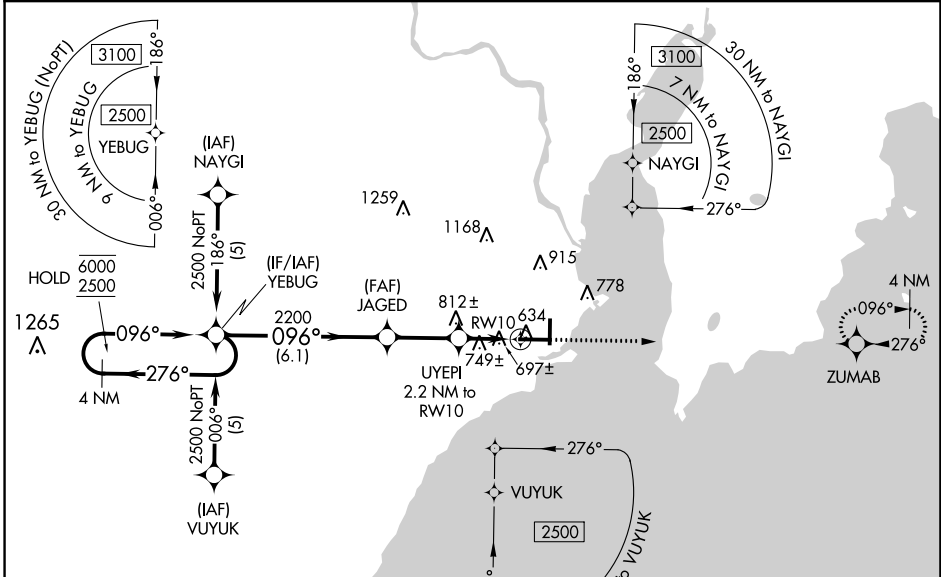 30 NM to YEBUG (NoPT)
3100
186°
9 NM to YEBUG
2500
YEBUG
006°
(IAF)
NAYGI
2500 NoPT
186°
(5)
3100
186°
30 NM to NAYGI
7 NM to NAYGI
2500
NAYGI
276°
1259
1168
915
778
HOLD
6000
2500
(IF/IAF)
YEBUG
(FAF)
JAGED
1265
096°
2200
096°
(6.1)
812±
RW10
634
749±
697±
276°
4 NM
UYEPI
2.2 NM to
RW10
4 NM
096°
276°
ZUMAB
2500 NoPT
006°
(5)
(IAF)
VUYUK
276°
VUYUK
2500
to VUYUK